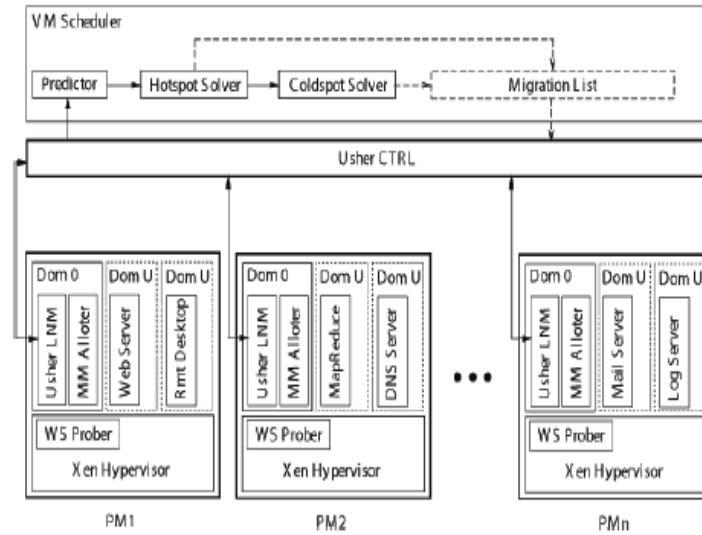 VM Scheduler
Predictor
Hotspot Solver
Coldspot Solver
Migration List
Usher CTRL
Dom 0
Dom U
Dom U
Usher LNM
MM Alloter
Web Server
Rmt Desktop
WS Prober
Xen Hypervisor
PM1
Dom 0
Dom U
Dom U
Usher LNM
MM Alloter
MapReduce
DNS Server
WS Prober
Xen Hypervisor
PM2
Dom 0
Dom U
Dom U
Usher LNM
MM Alloter
Mail Server
Log Server
WS Prober
Xen Hypervisor
PMn